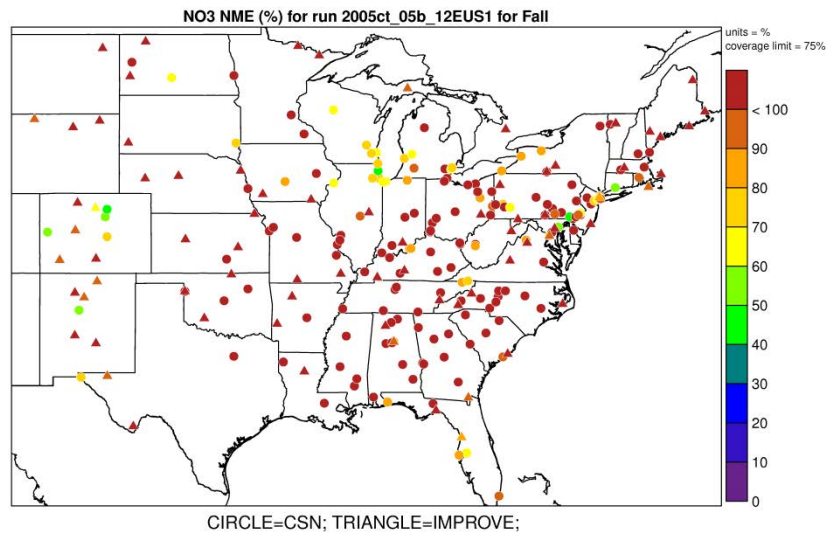 NO3 NME (%) for run 2005ct_05b_12EUS1 for Fall
units = %
coverage limit = 75%
< 100
90
80
70
60
50
40
30
20
10
0
CIRCLE=CSN; TRIANGLE=IMPROVE;